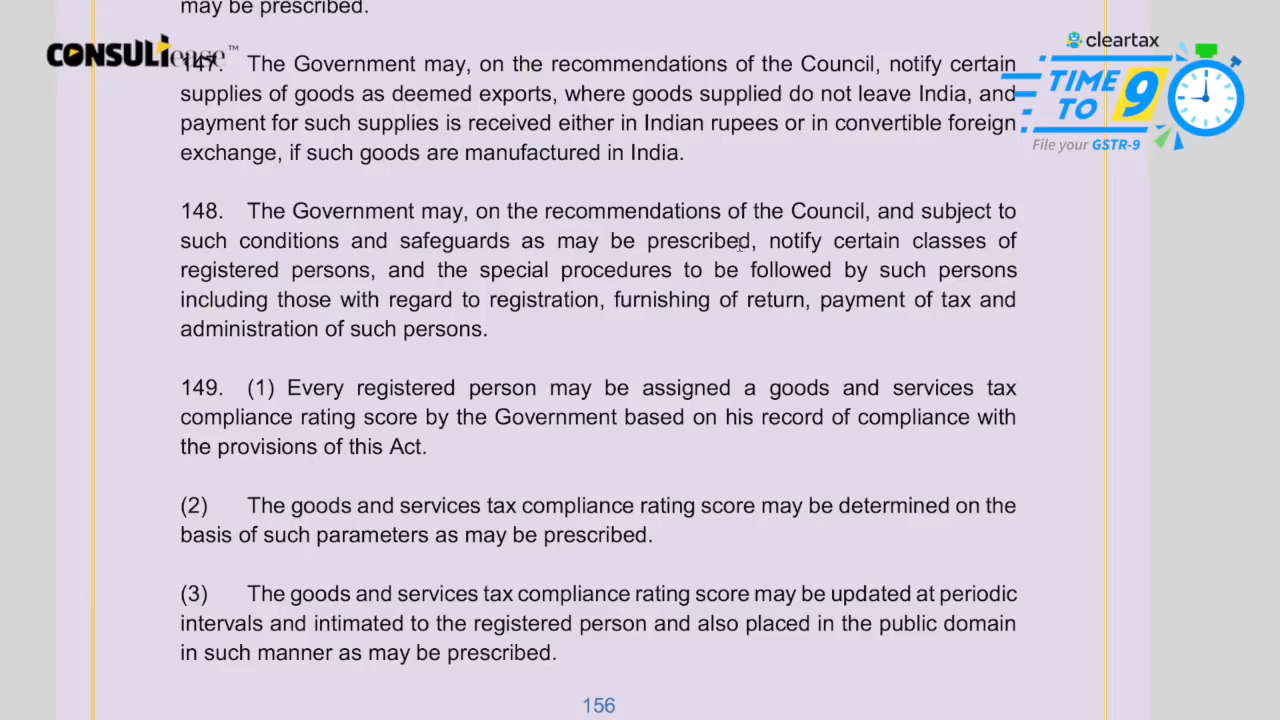 may be prescribed.
CONSULTease™
cleartax
TIME TO 9
File your GSTR-9
147. The Government may, on the recommendations of the Council, notify certain
supplies of goods as deemed exports, where goods supplied do not leave India, and
payment for such supplies is received either in Indian rupees or in convertible foreign
exchange, if such goods are manufactured in India.
148. The Government may, on the recommendations of the Council, and subject to
such conditions and safeguards as may be prescribed, notify certain classes of
registered persons, and the special procedures to be followed by such persons
including those with regard to registration, furnishing of return, payment of tax and
administration of such persons.
149. (1) Every registered person may be assigned a goods and services tax
compliance rating score by the Government based on his record of compliance with
the provisions of this Act.
(2) The goods and services tax compliance rating score may be determined on the
basis of such parameters as may be prescribed.
(3) The goods and services tax compliance rating score may be updated at periodic
intervals and intimated to the registered person and also placed in the public domain
in such manner as may be prescribed.
156